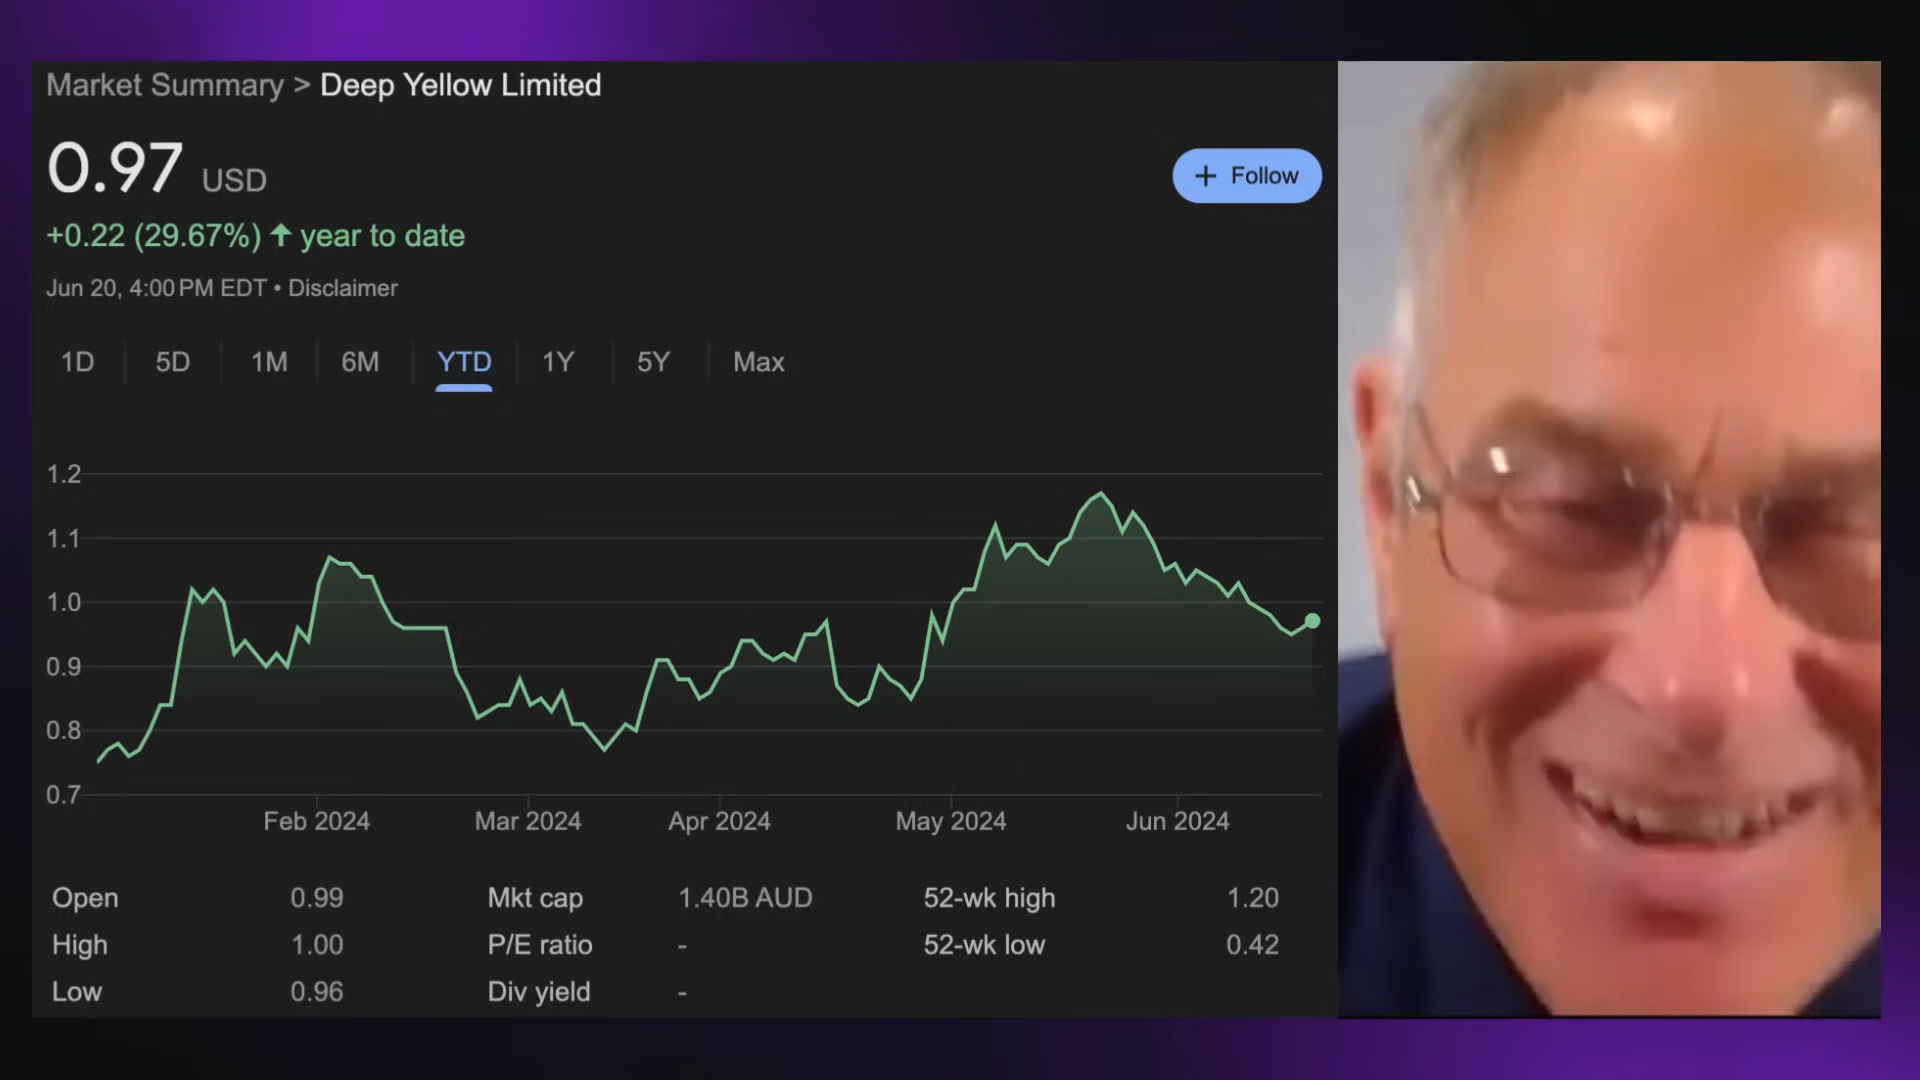 Market Summary > Deep Yellow Limited
0.97 USD
+ Follow
+0.22 (29.67%) ↑ year to date
Jun 20, 4:00 PM EDT • Disclaimer
1D 5D 1M 6M YTD 1Y 5Y Max
1.2
1.1
1.0
0.9
0.8
0.7
Feb 2024 Mar 2024 Apr 2024 May 2024 Jun 2024
Open 0.99 Mkt cap 1.40B AUD 52-wk high 1.20
High 1.00 P/E ratio - 52-wk low 0.42
Low 0.96 Div yield -